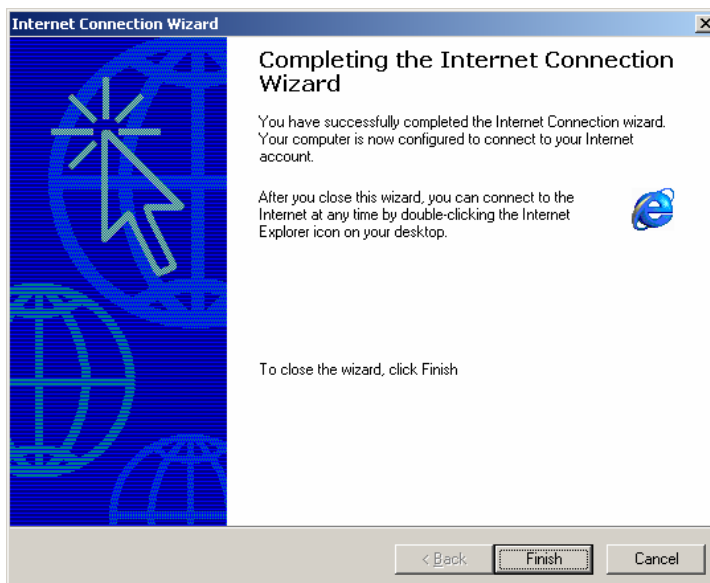 Internet Connection Wizard
Completing the Internet Connection
Wizard
You have successfully completed the Internet Connection wizard.
Your computer is now configured to connect to your Internet
account.
After you close this wizard, you can connect to the
Internet at any time by double-clicking the Internet
Explorer icon on your desktop.
To close the wizard, click Finish
< Back
Finish
Cancel